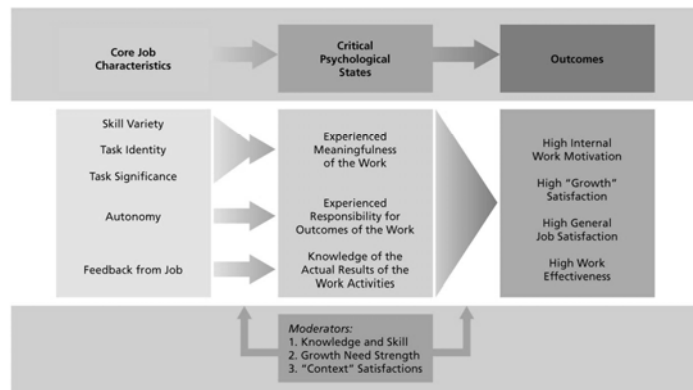 Core Job
Characteristics
Critical
Psychological
States
Outcomes
Skill Variety
Task Identity
Task Significance
Autonomy
Feedback from Job
Experienced
Meaningfulness
of the Work
Experienced
Responsibility for
Outcomes of the Work
Knowledge of the
Actual Results of the
Work Activities
High Internal
Work Motivation
High “Growth”
Satisfaction
High General
Job Satisfaction
High Work
Effectiveness
Moderators:
1. Knowledge and Skill
2. Growth Need Strength
3. “Context” Satisfactions